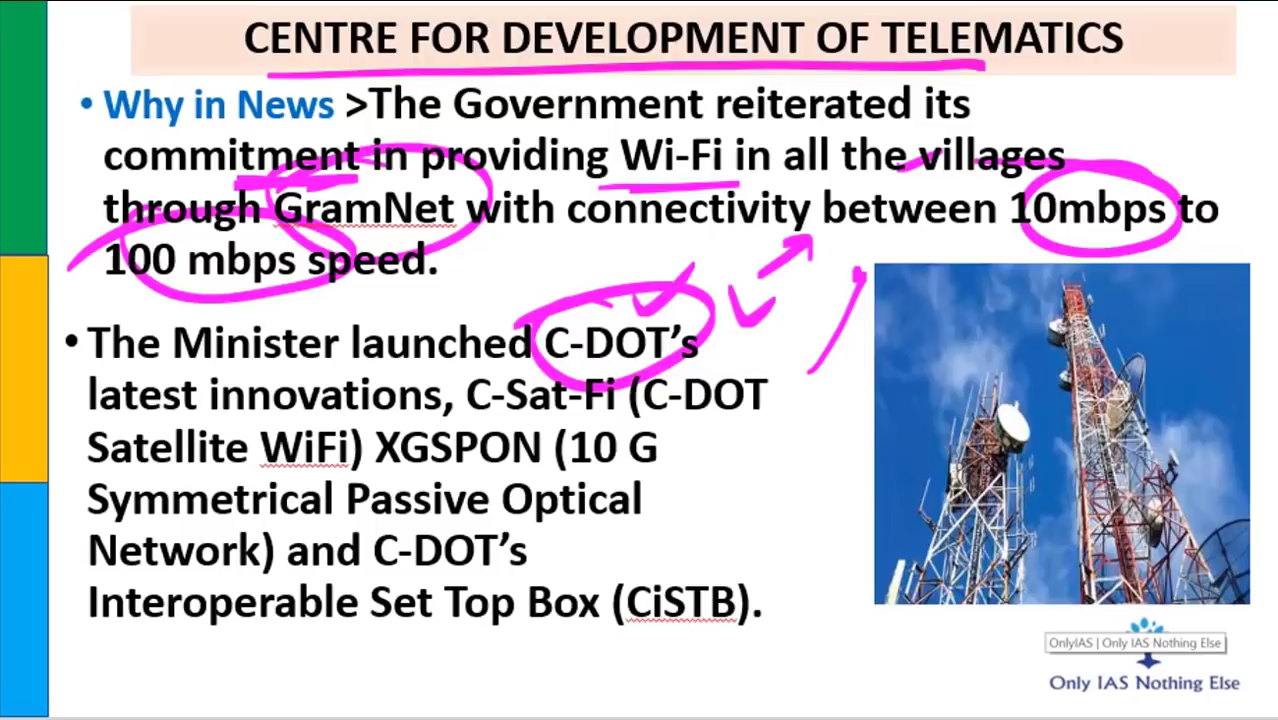 CENTRE FOR DEVELOPMENT OF TELEMATICS
• Why in News >The Government reiterated its
commitment in providing Wi-Fi in all the villages
through GramNet with connectivity between 10mbps to
100 mbps speed.
• The Minister launched C-DOT’s
latest innovations, C-Sat-Fi (C-DOT
Satellite WiFi) XGSPON (10 G
Symmetrical Passive Optical
Network) and C-DOT’s
Interoperable Set Top Box (CiSTB).
OnlyIAS | Only IAS Nothing Else
Only IAS Nothing Else